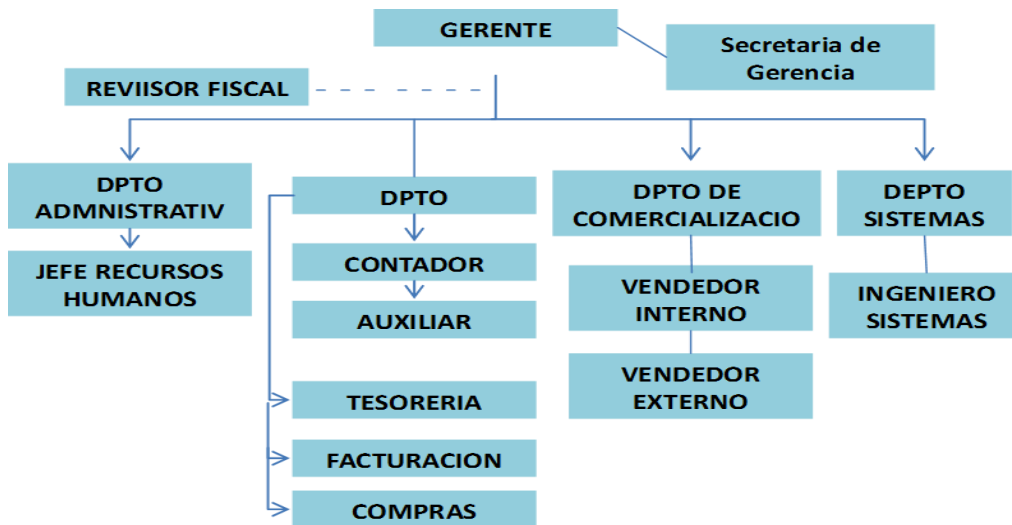 GERENTE
Secretaria de
Gerencia
REVIISOR FISCAL
DPTO
ADMNISTRATIV
JEFE RECURSOS
HUMANOS
DPTO
CONTADOR
AUXILIAR
TESORERIA
FACTURACION
COMPRAS
DPTO DE
COMERCIALIZACIO
VENDEDOR
INTERNO
VENDEDOR
EXTERNO
DEPTO
SISTEMAS
INGENIERO
SISTEMAS